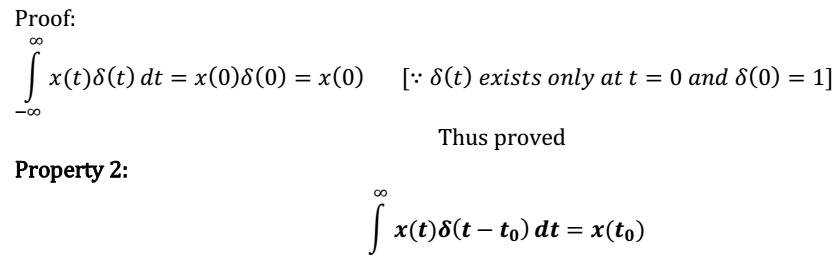 Proof:
∞
∫ x(t)δ(t) dt = x(0)δ(0) = x(0) [∵ δ(t) exists only at t = 0 and δ(0) = 1]
−∞
Thus proved
Property 2:
∞
∫ x(t)δ(t − t₀) dt = x(t₀)